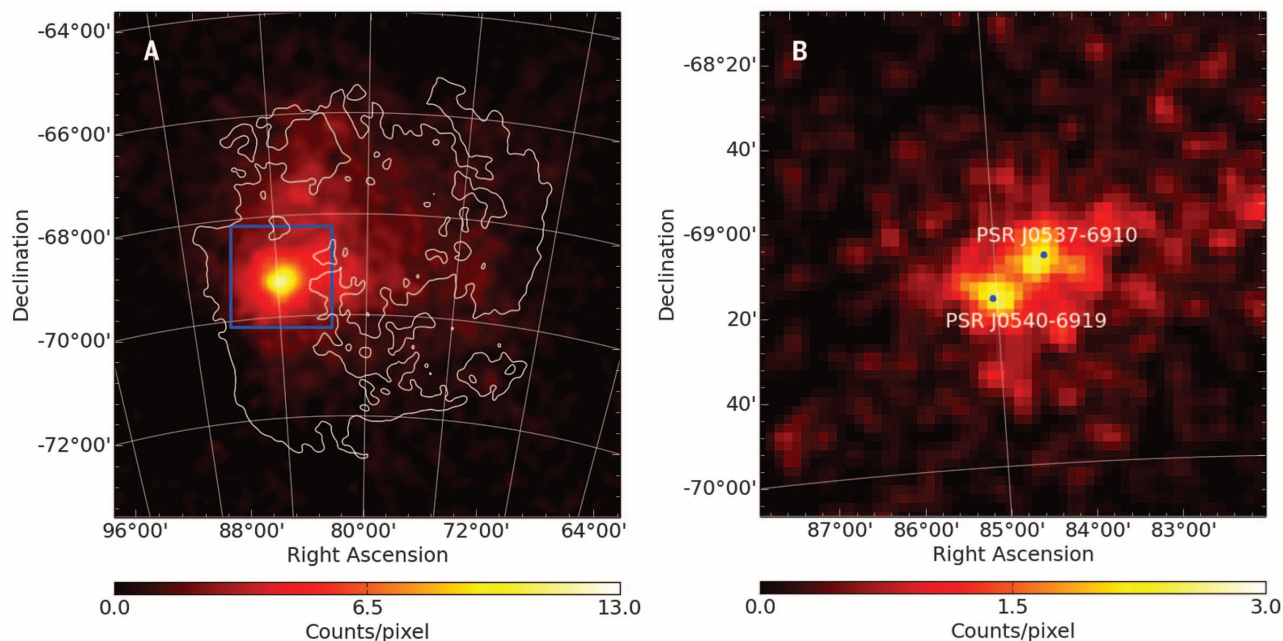 A
-64°00'
-66°00'
-68°00'
-70°00'
-72°00'
Declination
96°00'
88°00'
80°00'
72°00'
64°00'
Right Ascension
0.0
6.5
13.0
Counts/pixel
B
-68°20'
40'
-69°00'
20'
40'
-70°00'
Declination
PSR J0537-6910
PSR J0540-6919
87°00'
86°00'
85°00'
84°00'
83°00'
Right Ascension
0.0
1.5
3.0
Counts/pixel